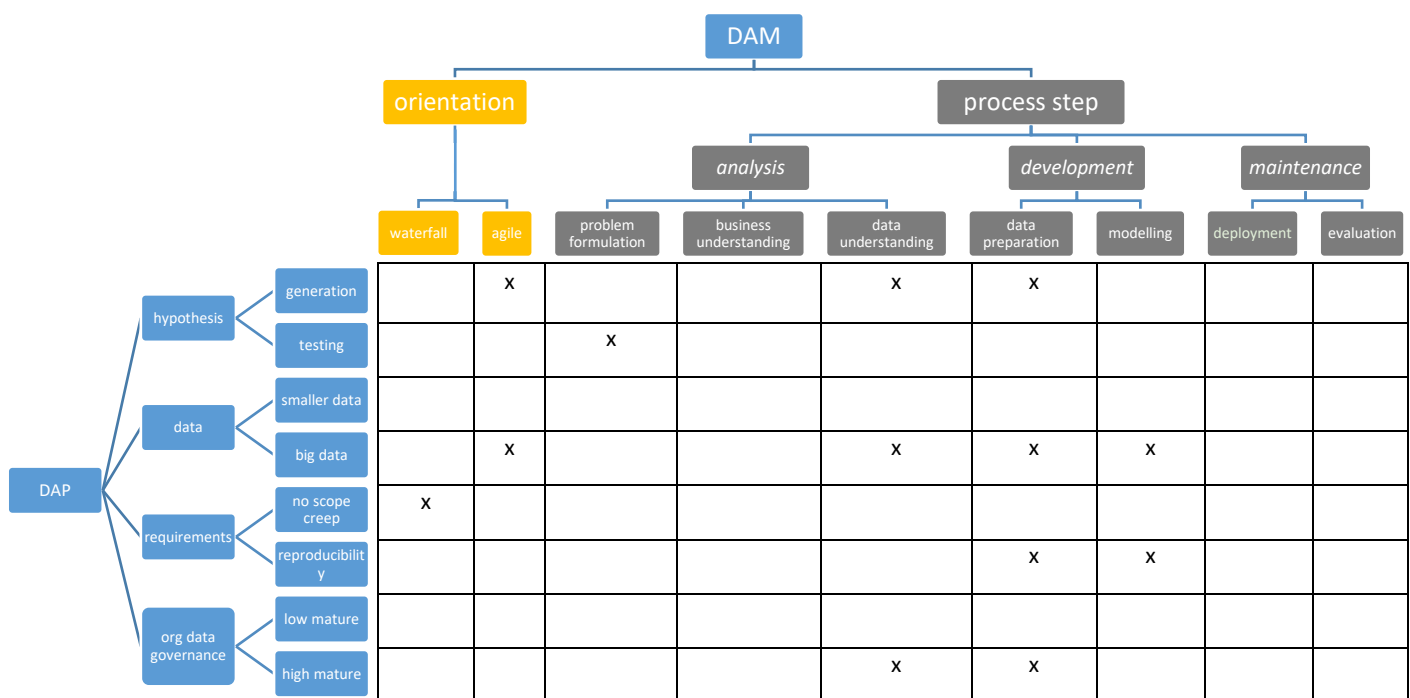 DAM
orientation
process step
analysis
development
maintenance
waterfall
agile
problem
formulation
business
understanding
data
understanding
data
preparation
modelling
deployment
evaluation
generation
x
x
x
hypothesis
testing
x
smaller data
data
big data
x
x
x
x
DAP
no scope
creep
x
requirements
reproducibilit
y
x
x
low mature
org data
governance
high mature
x
x